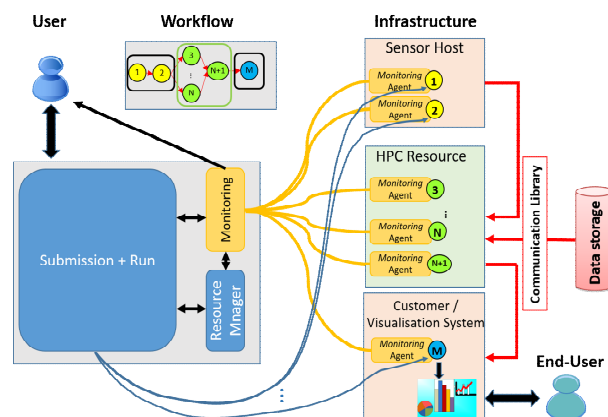 User
Workflow
Infrastructure
1
2
3
⋮
N
N+1
M
Sensor Host
Monitoring
Agent
1
Monitoring
Agent
2
HPC Resource
Monitoring
Agent
3
⋮
Monitoring
Agent
N
Monitoring
Agent
N+1
Customer /
Visualisation System
Monitoring
Agent
M
Submission + Run
Monitoring
Resource
Mnager
⋮
Communication Library
Data storage
End-User